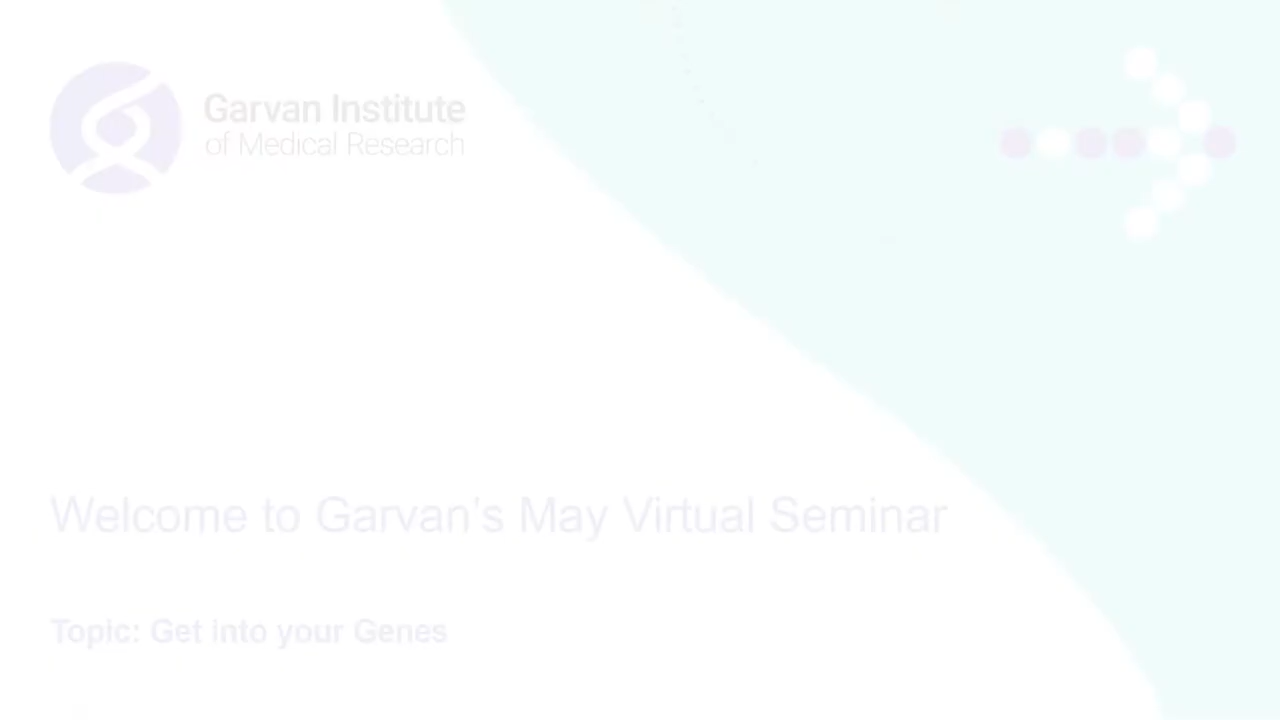 Garvan Institute
of Medical Research
Welcome to Garvan's May Virtual Seminar
Topic: Get into your Genes